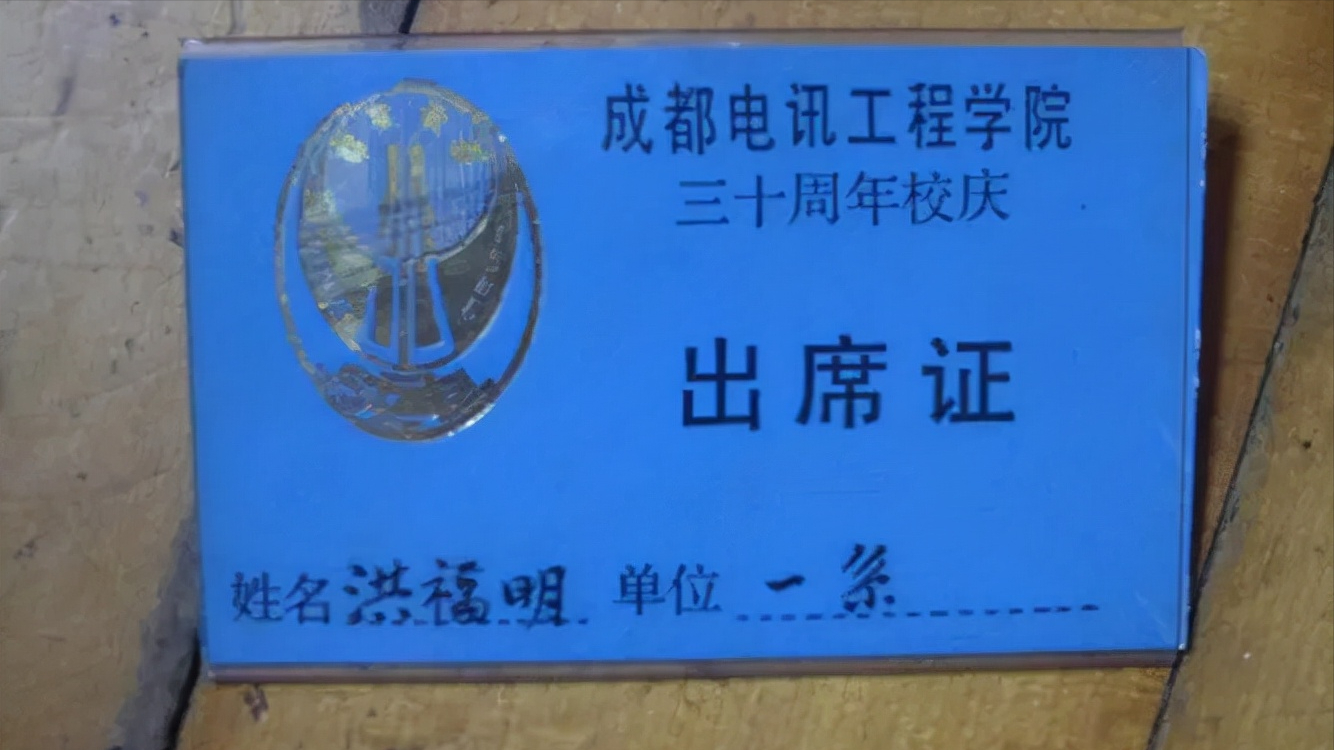 成都电讯工程学院
三十周年校庆
出席证
姓名洪福明 单位一系